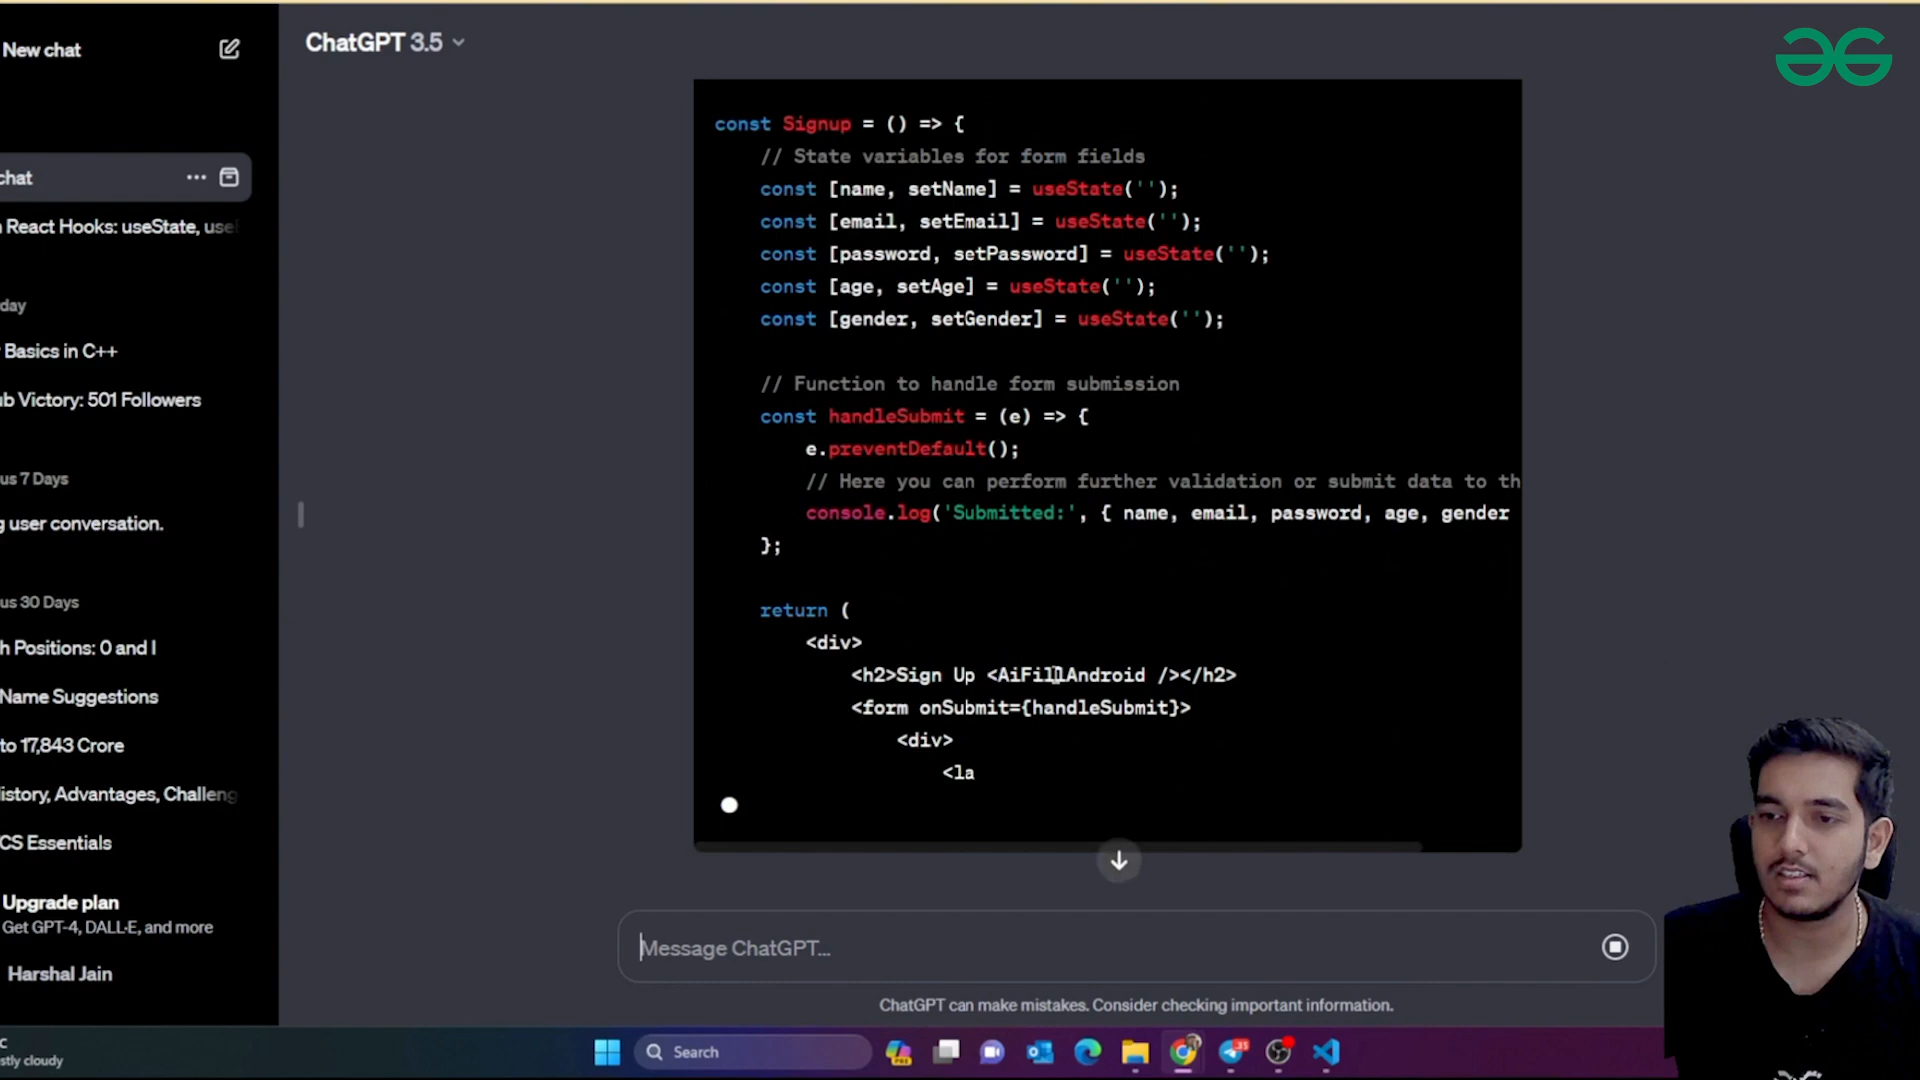 New chat
ChatGPT 3.5
chat
React Hooks: useState, use
day
Basics in C++
ub Victory: 501 Followers
us 7 Days
g user conversation.
us 30 Days
h Positions: 0 and I
Name Suggestions
to 17,843 Crore
History, Advantages, Challeng
CS Essentials
Upgrade plan
Get GPT-4, DALL·E, and more
Harshal Jain
const Signup = () => {
// State variables for form fields
const [name, setName] = useState('');
const [email, setEmail] = useState('');
const [password, setPassword] = useState('');
const [age, setAge] = useState('');
const [gender, setGender] = useState('');
// Function to handle form submission
const handleSubmit = (e) => {
e.preventDefault();
// Here you can perform further validation or submit data to th
console.log('Submitted:', { name, email, password, age, gender
};
return (
<div>
<h2>Sign Up <AiFillAndroid /></h2>
<form onSubmit={handleSubmit}>
<div>
<la
Message ChatGPT...
ChatGPT can make mistakes. Consider checking important information.
C
stly cloudy
Search
PRE
31